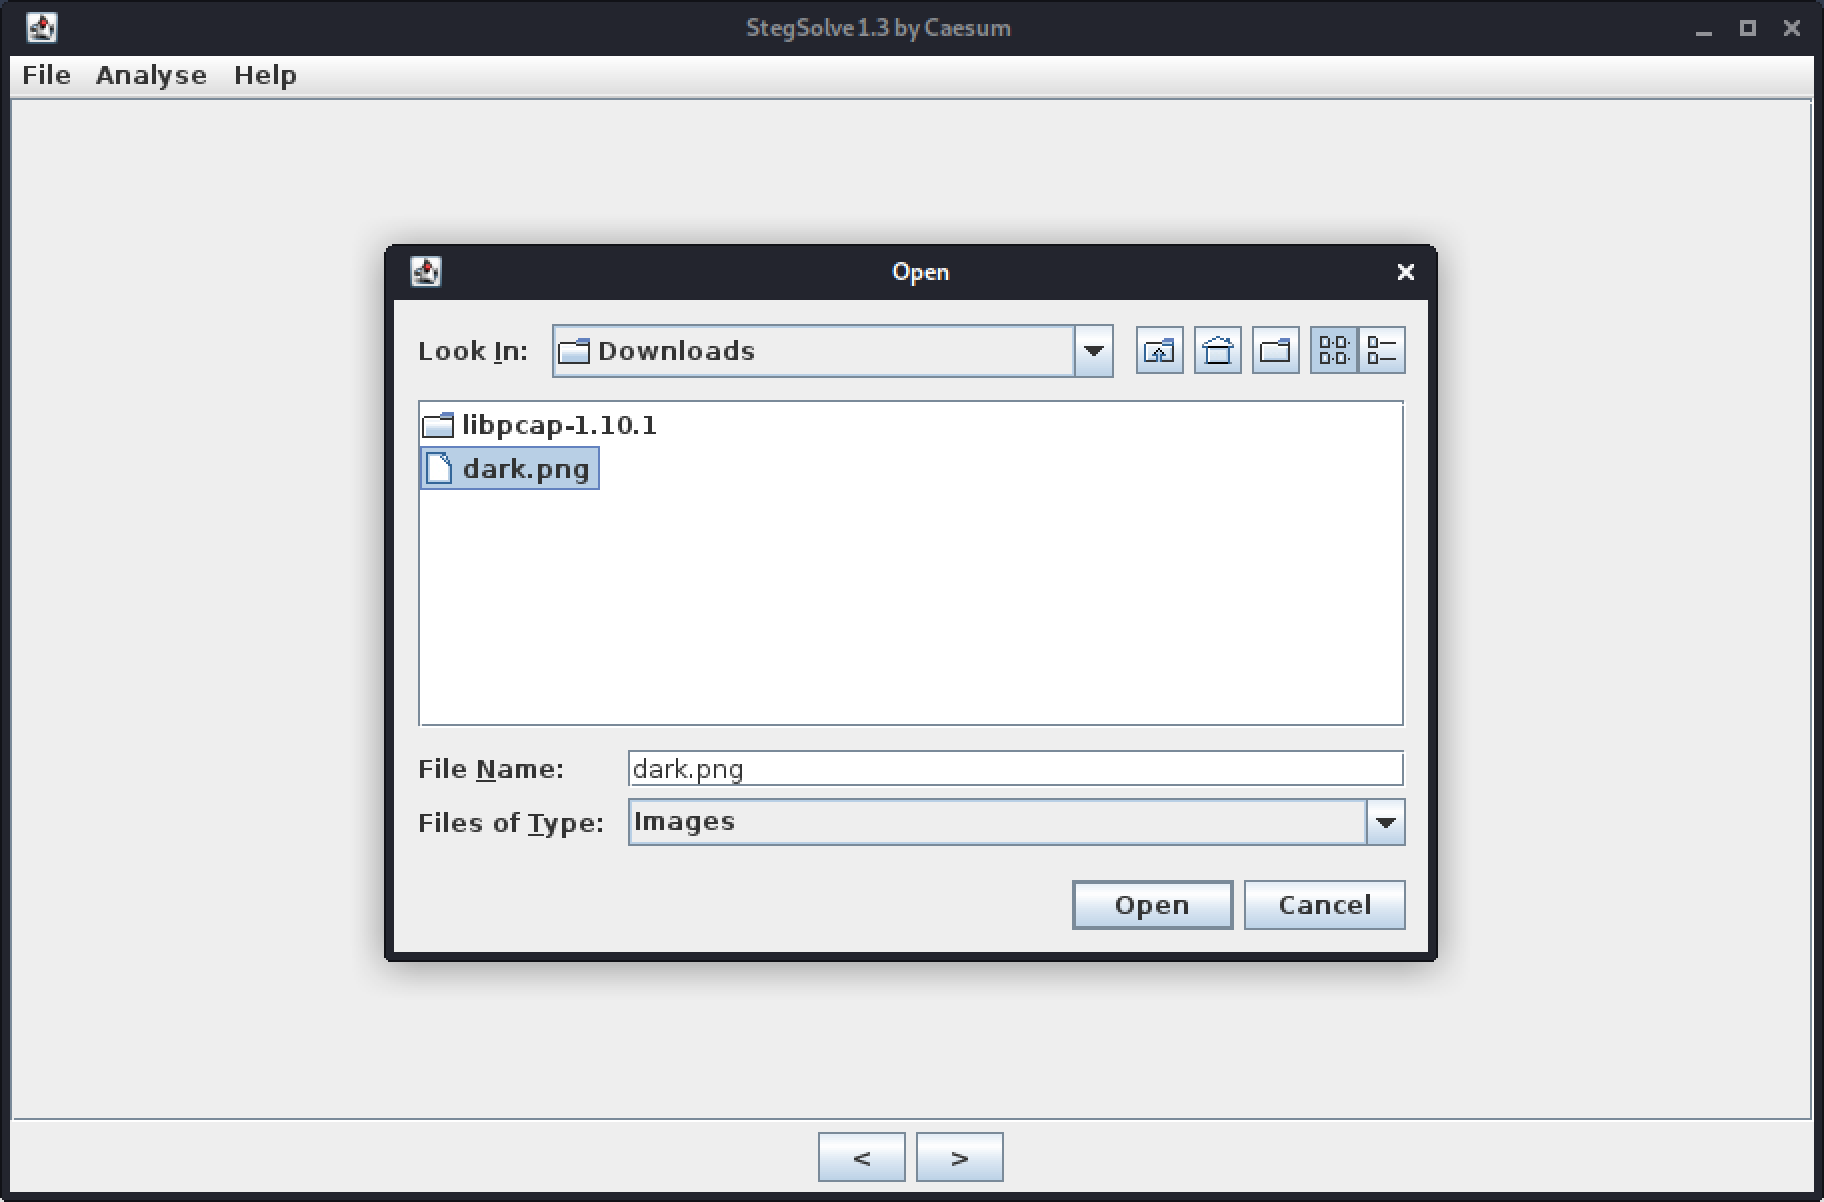 StegSolve 1.3 by Caesum
File Analyse Help
Open
Look In: Downloads
libpcap-1.10.1
dark.png
File Name: dark.png
Files of Type: Images
Open Cancel
< >